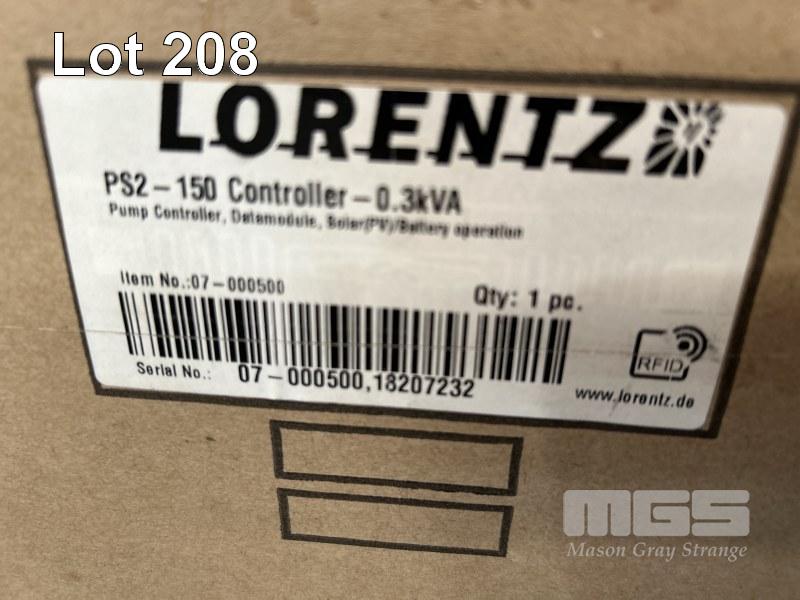 Lot 208
LORENTZ
PS2-150 Controller-0.3kVA
Pump Controller, Datamodule, Solar(PV)/Battery operation
Item No.:07-000500
Qty: 1 pc.
RFID
Serial No.: 07-000500,18207232
www.lorentz.de
MGS
Mason Gray Strange